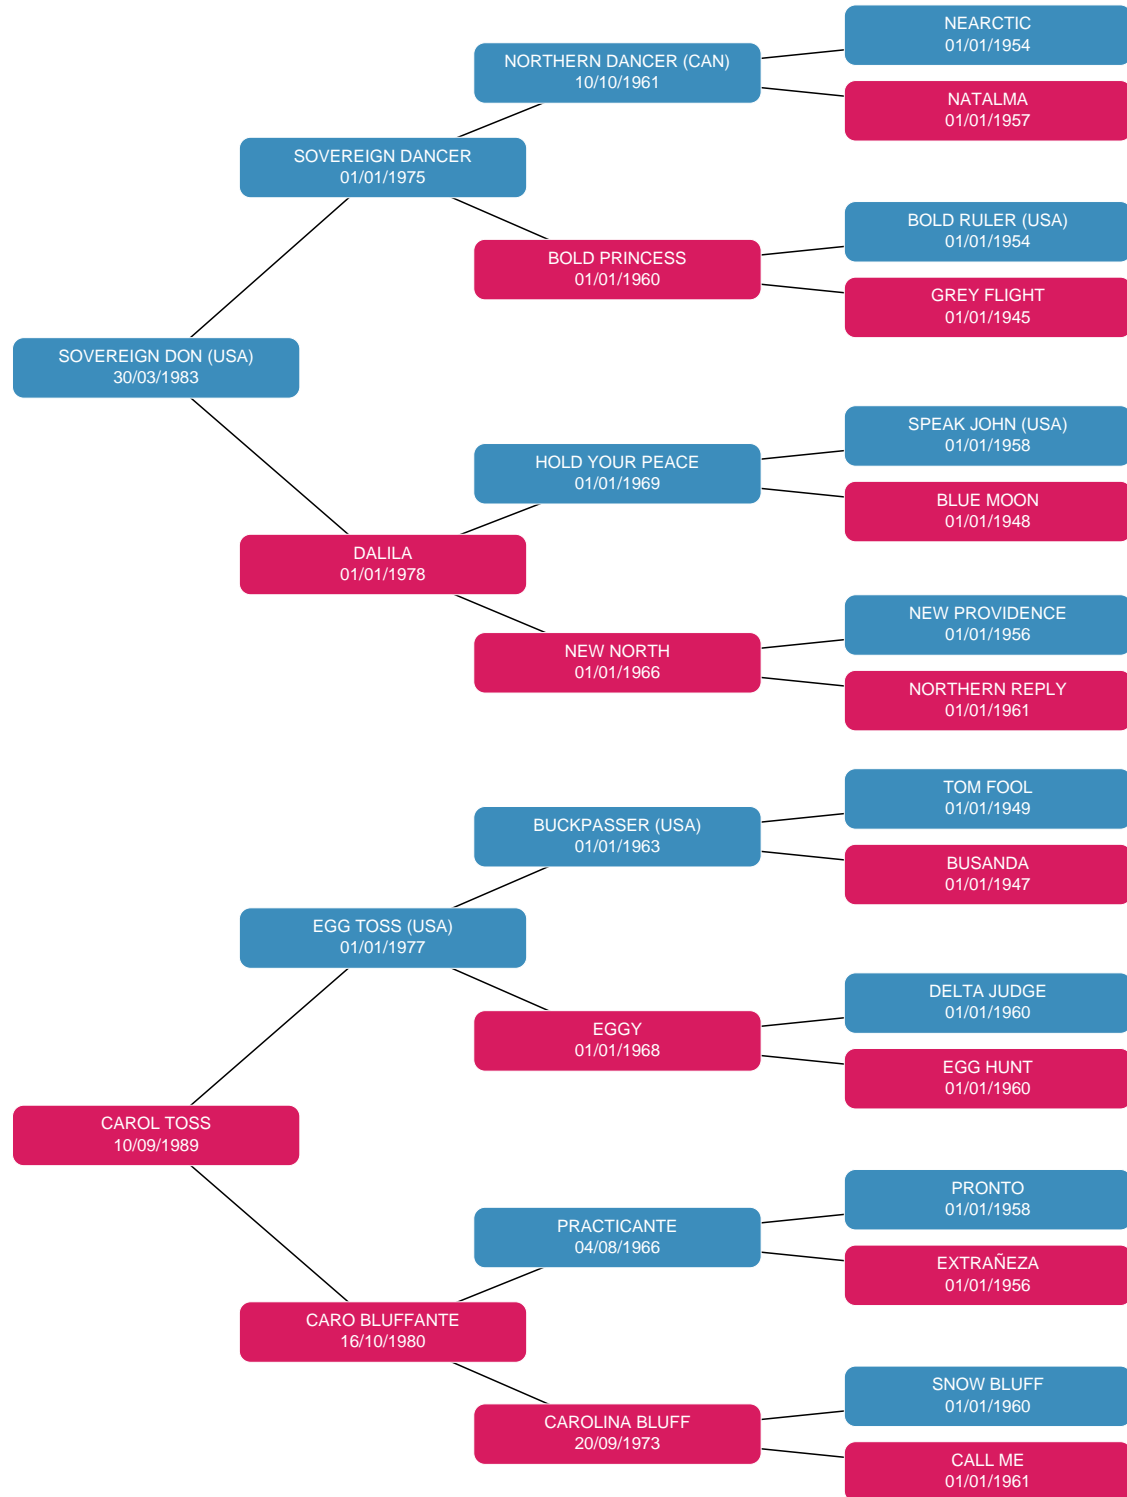 NEARCTIC
01/01/1954
NORTHERN DANCER (CAN)
10/10/1961
NATALMA
01/01/1957
SOVEREIGN DANCER
01/01/1975
BOLD RULER (USA)
01/01/1954
BOLD PRINCESS
01/01/1960
GREY FLIGHT
01/01/1945
SOVEREIGN DON (USA)
30/03/1983
SPEAK JOHN (USA)
01/01/1958
HOLD YOUR PEACE
01/01/1969
BLUE MOON
01/01/1948
DALILA
01/01/1978
NEW PROVIDENCE
01/01/1956
NEW NORTH
01/01/1966
NORTHERN REPLY
01/01/1961
TOM FOOL
01/01/1949
BUCKPASSER (USA)
01/01/1963
BUSANDA
01/01/1947
EGG TOSS (USA)
01/01/1977
DELTA JUDGE
01/01/1960
EGGY
01/01/1968
EGG HUNT
01/01/1960
CAROL TOSS
10/09/1989
PRONTO
01/01/1958
PRACTICANTE
04/08/1966
EXTRAÑEZA
01/01/1956
CARO BLUFFANTE
16/10/1980
SNOW BLUFF
01/01/1960
CAROLINA BLUFF
20/09/1973
CALL ME
01/01/1961